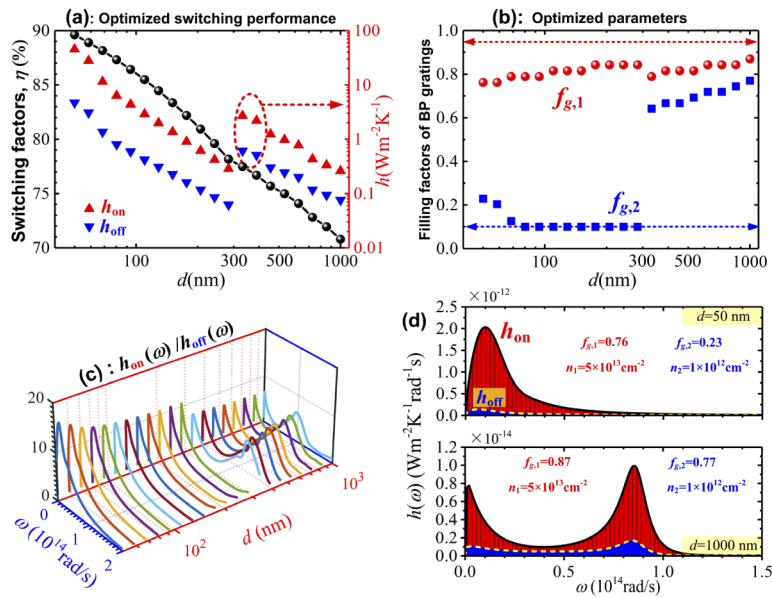 (a): Optimized switching performance
90
85
80
75
70
Switching factors, η (%)
100
10
1
0.1
0.01
h(Wm⁻²K⁻¹)
h_on
h_off
100
300
500
1000
d(nm)
(b): Optimized parameters
1.0
0.8
0.6
0.4
0.2
0.0
Filling factors of BP gratings
f_g,1
f_g,2
100
300
500
1000
d(nm)
(c) : h_on(ω) /h_off(ω)
20
10
0
0
1
2
ω (10¹⁴rad/s)
10²
10³
d (nm)
(d)
×10⁻¹²
2.5
2.0
1.5
1.0
0.5
0.0
d=50 nm
h_on
h_off
f_g,1=0.76
f_g,2=0.23
n₁=5×10¹³cm⁻²
n₂=1×10¹²cm⁻²
×10⁻¹⁴
1.2
1.0
0.8
0.6
0.4
0.2
0.0
h(ω) (Wm⁻²K⁻¹rad⁻¹s)
f_g,1=0.87
f_g,2=0.77
n₁=5×10¹³cm⁻²
n₂=1×10¹²cm⁻²
d=1000 nm
0.0
0.5
1.0
1.5
ω (10¹⁴rad/s)